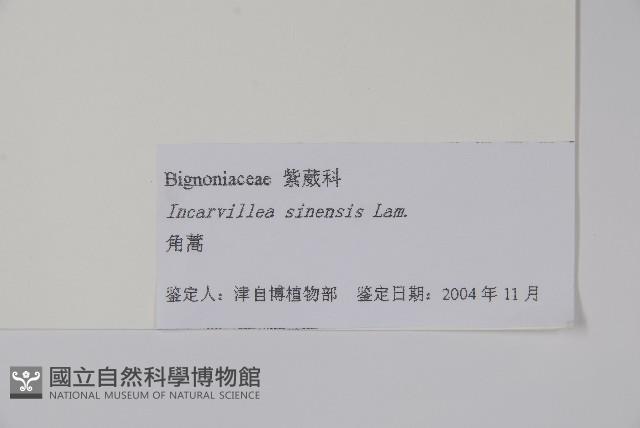 Bignoniaceae 紫葳科
Incarvillea sinensis Lam.
角蒿
鉴定人：津自博植物部 鉴定日期：2004 年 11 月
國立自然科學博物館
NATIONAL MUSEUM OF NATURAL SCIENCE